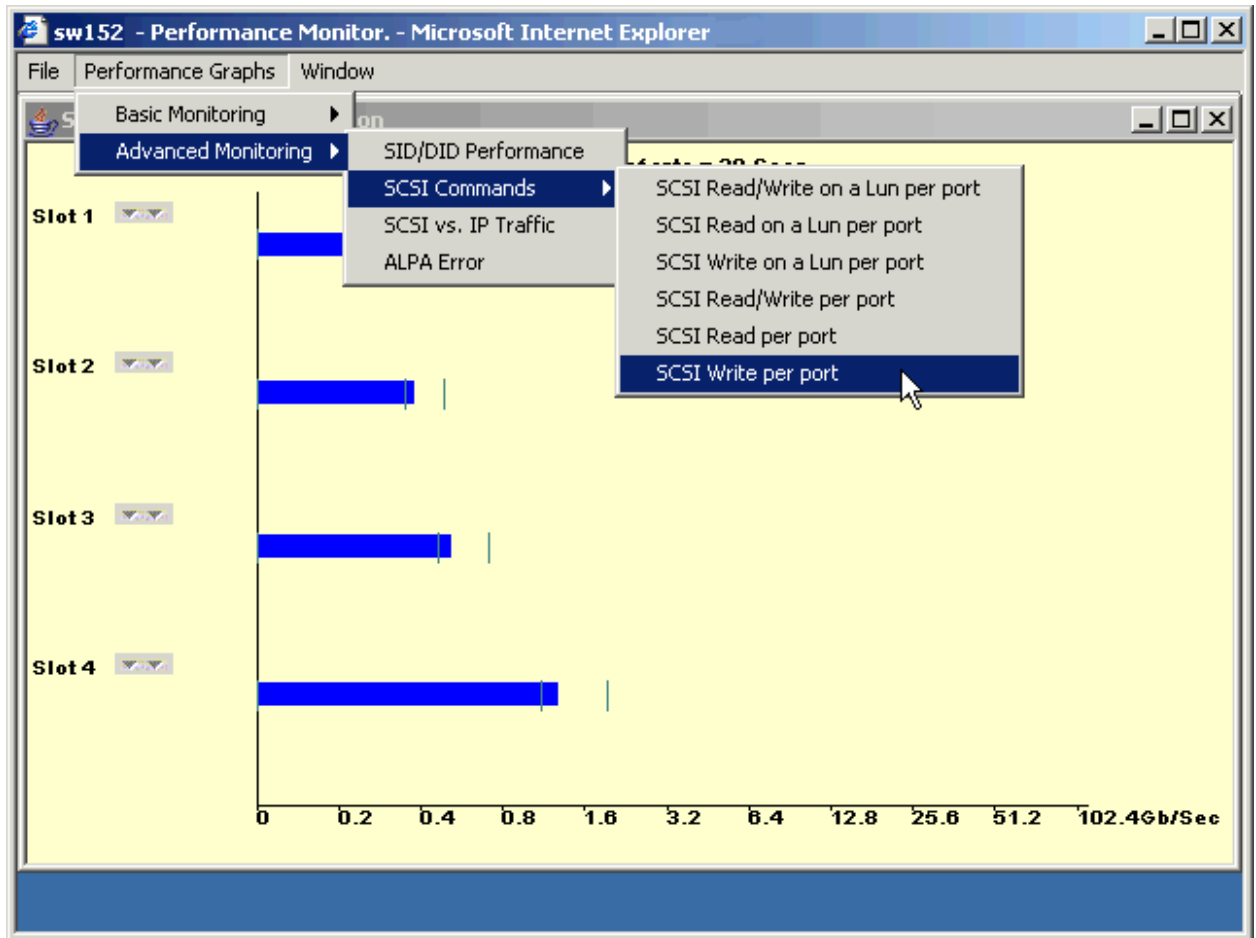 sw152 - Performance Monitor. - Microsoft Internet Explorer
File Performance Graphs Window
Basic Monitoring
Advanced Monitoring
SID/DID Performance
SCSI Commands
SCSI vs. IP Traffic
ALPA Error
SCSI Read/Write on a Lun per port
SCSI Read on a Lun per port
SCSI Write on a Lun per port
SCSI Read/Write per port
SCSI Read per port
SCSI Write per port
Slot 1
Slot 2
Slot 3
Slot 4
0 0.2 0.4 0.8 1.6 3.2 6.4 12.8 25.6 51.2 102.4Gb/Sec